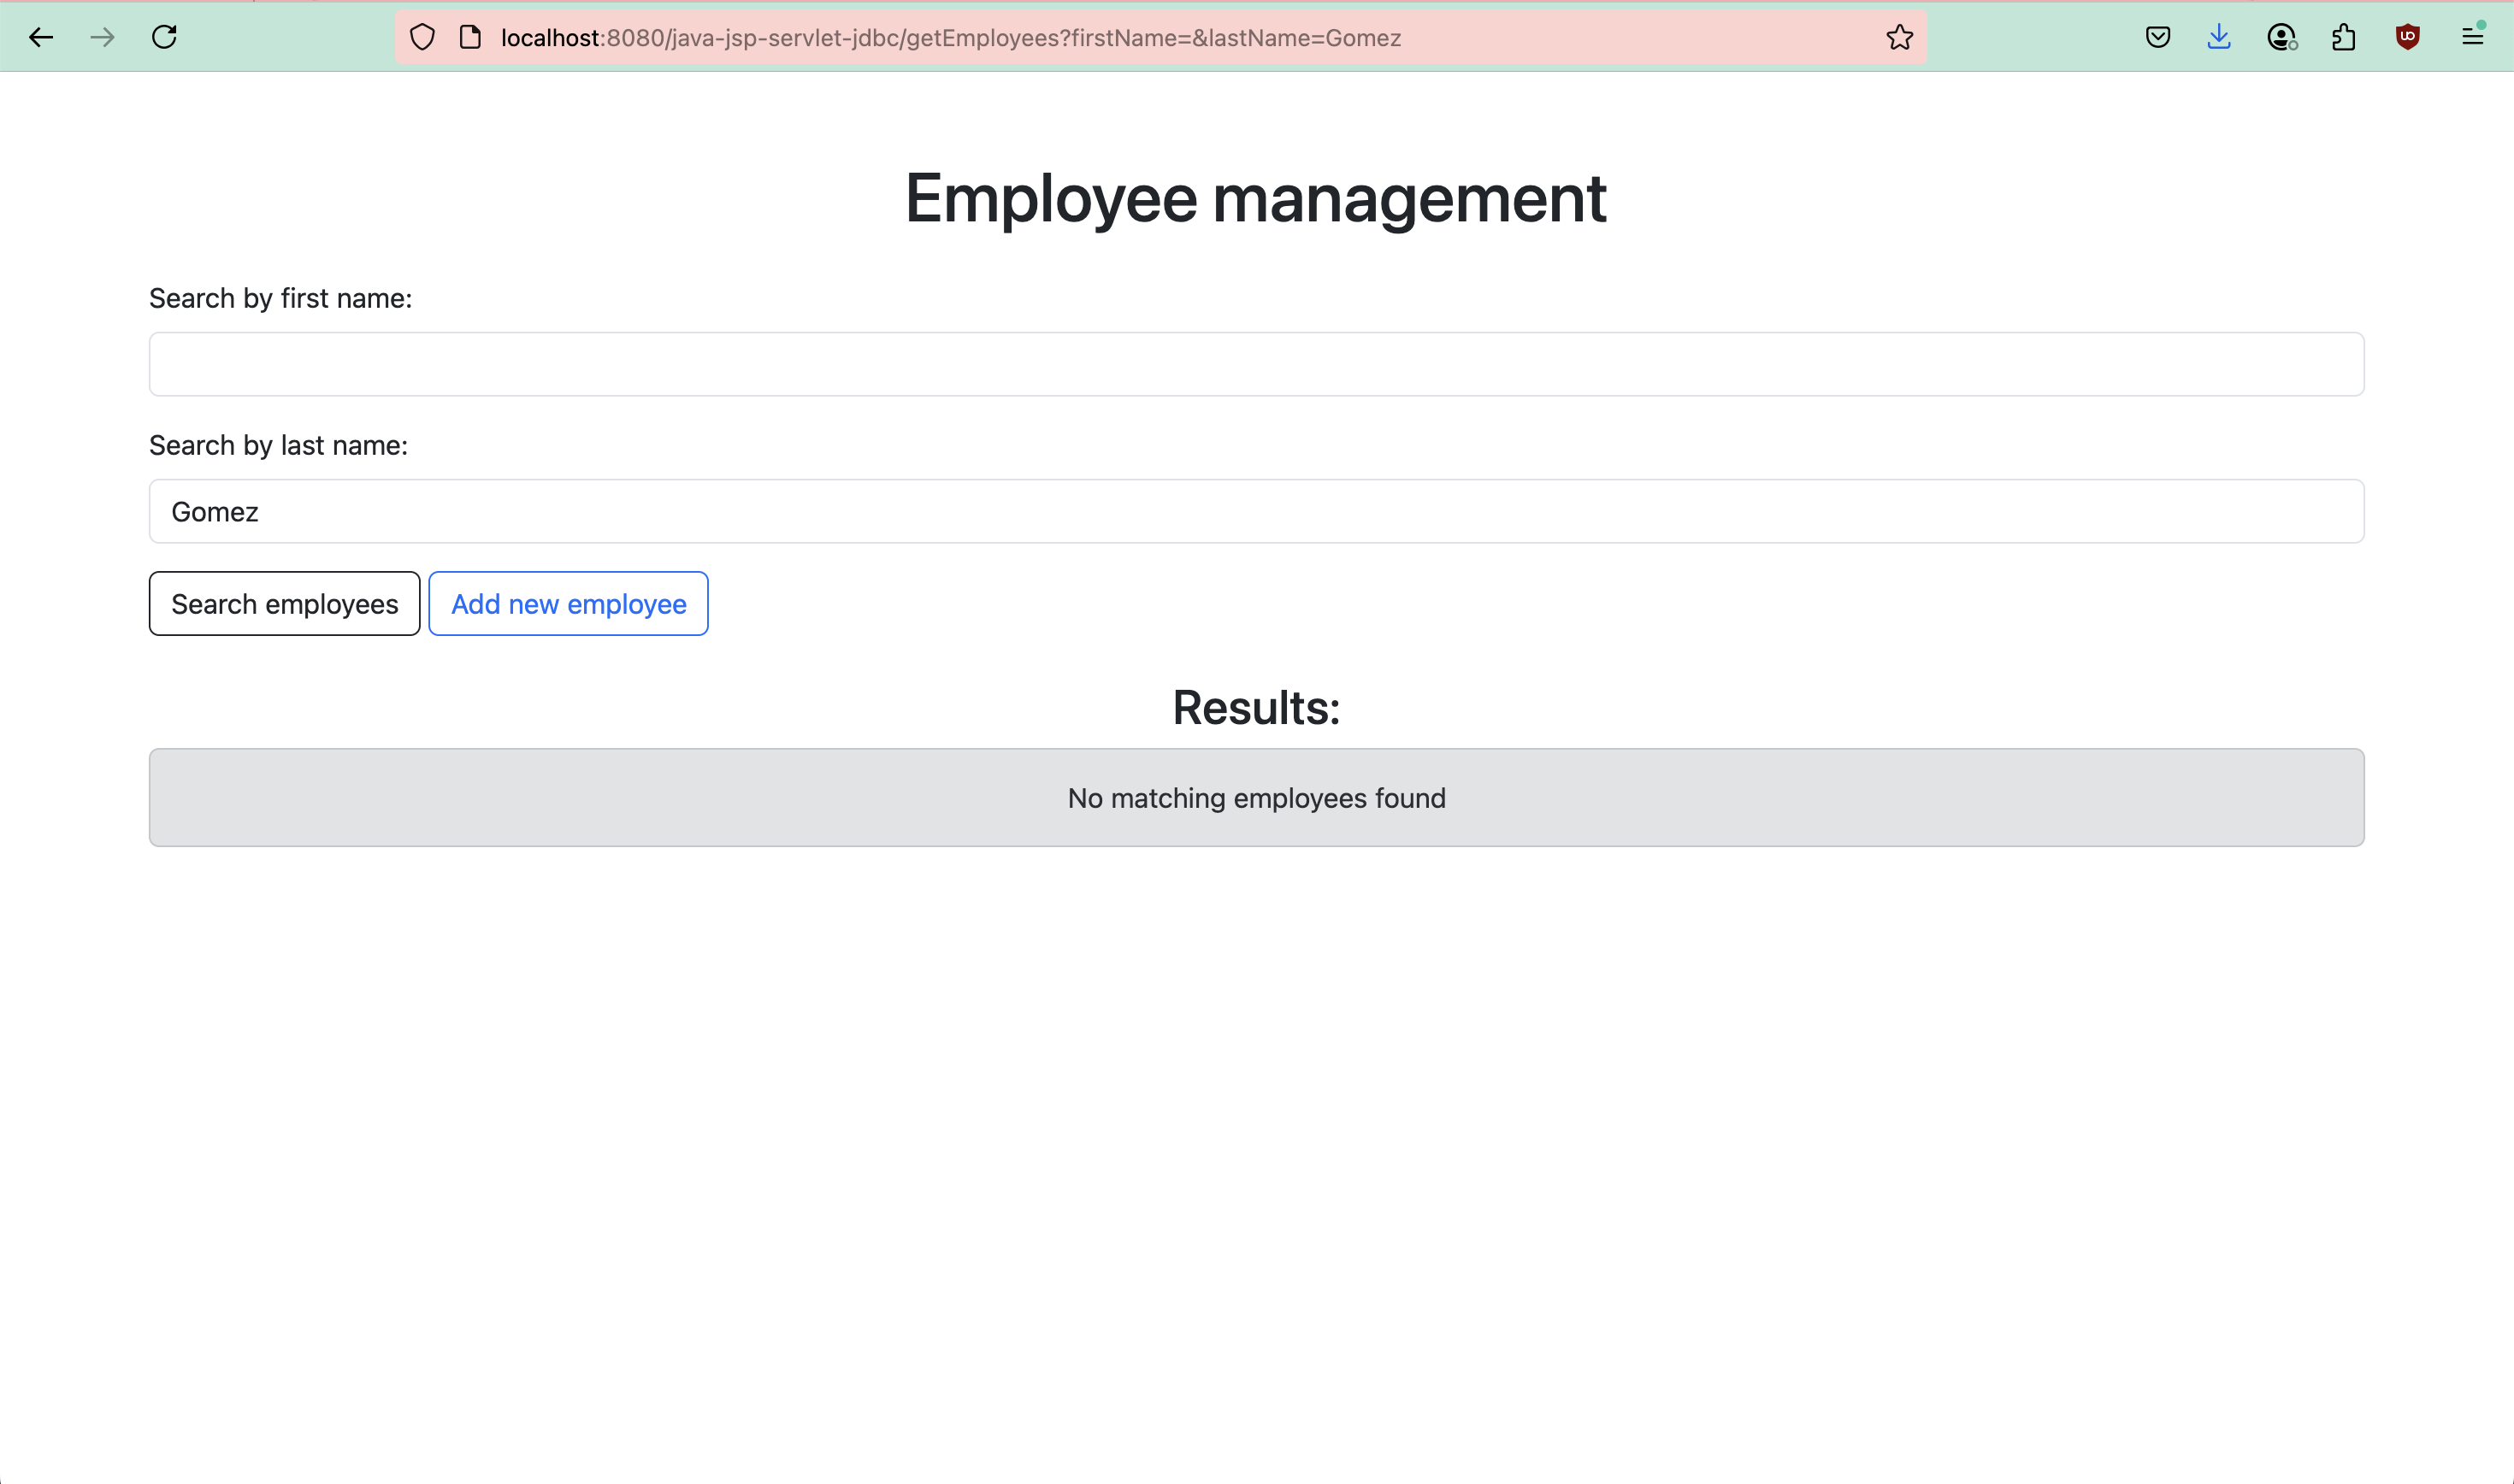 localhost:8080/java-jsp-servlet-jdbc/getEmployees?firstName=&lastName=Gomez
Employee management
Search by first name:
Search by last name:
Gomez
Search employees Add new employee
Results:
No matching employees found